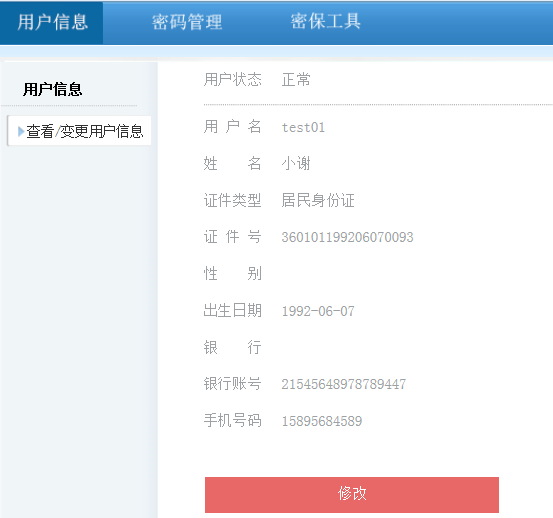 用户信息 密码管理 密保工具
用户信息
查看/变更用户信息
用户状态 正常
用 户 名 test01
姓 名 小谢
证件类型 居民身份证
证 件 号 360101199206070093
性 别
出生日期 1992-06-07
银 行
银行账号 21545648978789447
手机号码 15895684589
修改